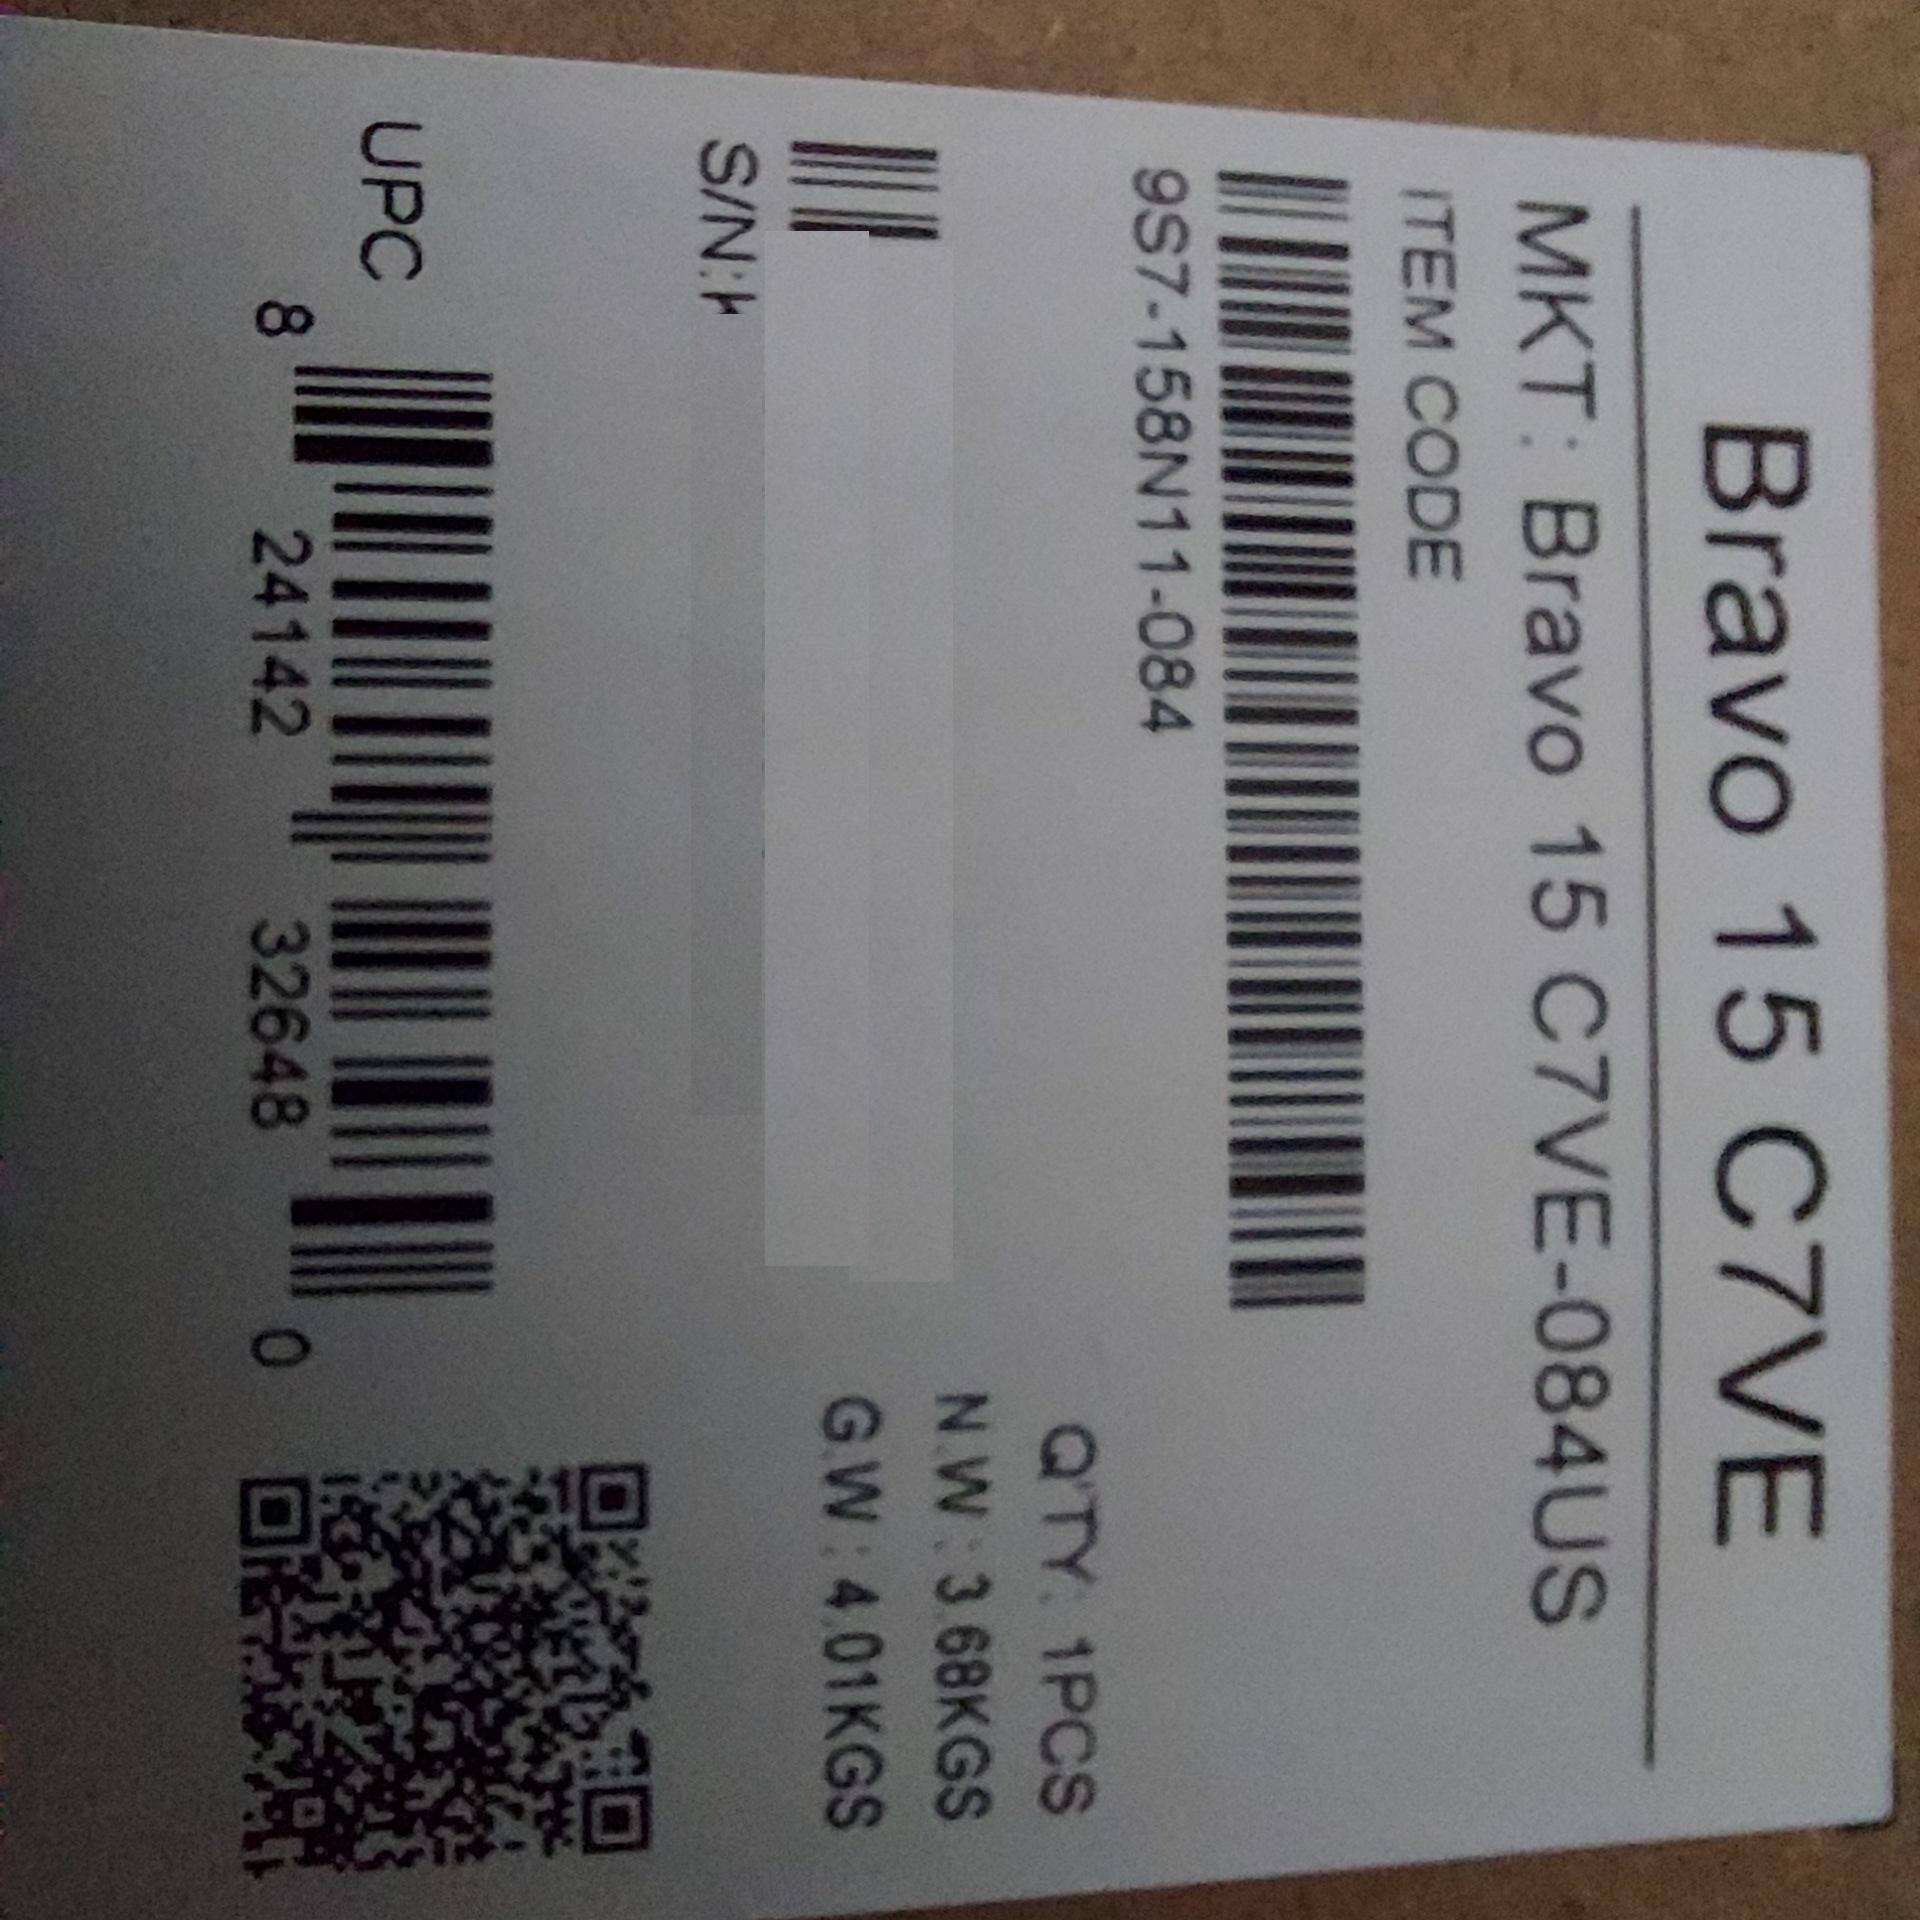 Bravo 15 C7VE
MKT: Bravo 15 C7VE-084US
ITEM CODE
9S7-158N11-084
QTY: 1PCS
N.W: 3.68KGS
G.W: 4.01KGS
S/N:
UPC
8 24142 32648 0